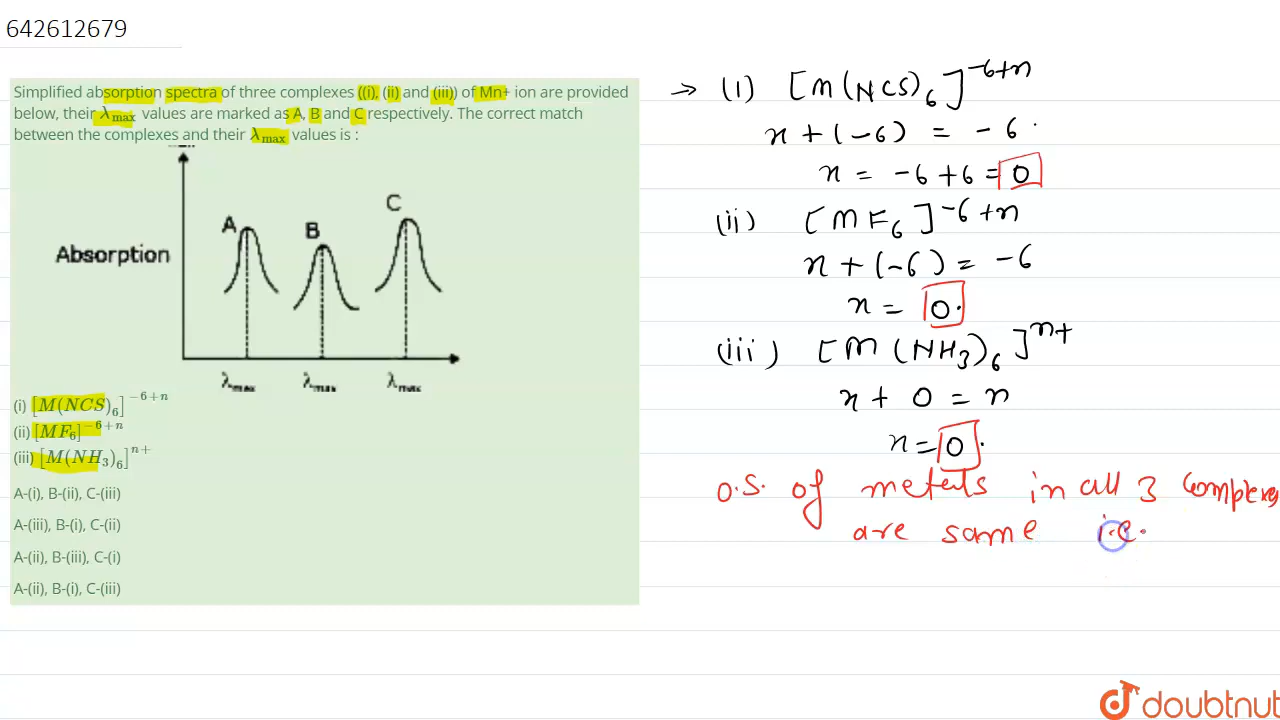 642612679
Simplified absorption spectra of three complexes ((i), (ii) and (iii)) of Mn+ ion are provided
below, their λmax values are marked as A, B and C respectively. The correct match
between the complexes and their λmax values is :
A
B
C
Absorption
λmax λmax λmax
(i) [M(NCS)₆]⁻⁶⁺ⁿ
(ii) [MF₆]⁻⁶⁺ⁿ
(iii) [M(NH₃)₆]ⁿ⁺
A-(i), B-(ii), C-(iii)
A-(iii), B-(i), C-(ii)
A-(ii), B-(iii), C-(i)
A-(ii), B-(i), C-(iii)
→ (i) [M(NCS)₆]⁻⁶⁺ⁿ
x + (-6) = -6
x = -6+6 = 0
(ii) [MF₆]⁻⁶⁺ⁿ
x + (-6) = -6
x = 0.
(iii) [M(NH₃)₆]ⁿ⁺
x + 0 = n
x = 0.
O.S. of metals in all 3 complexes
are same i.e.
doubtnut